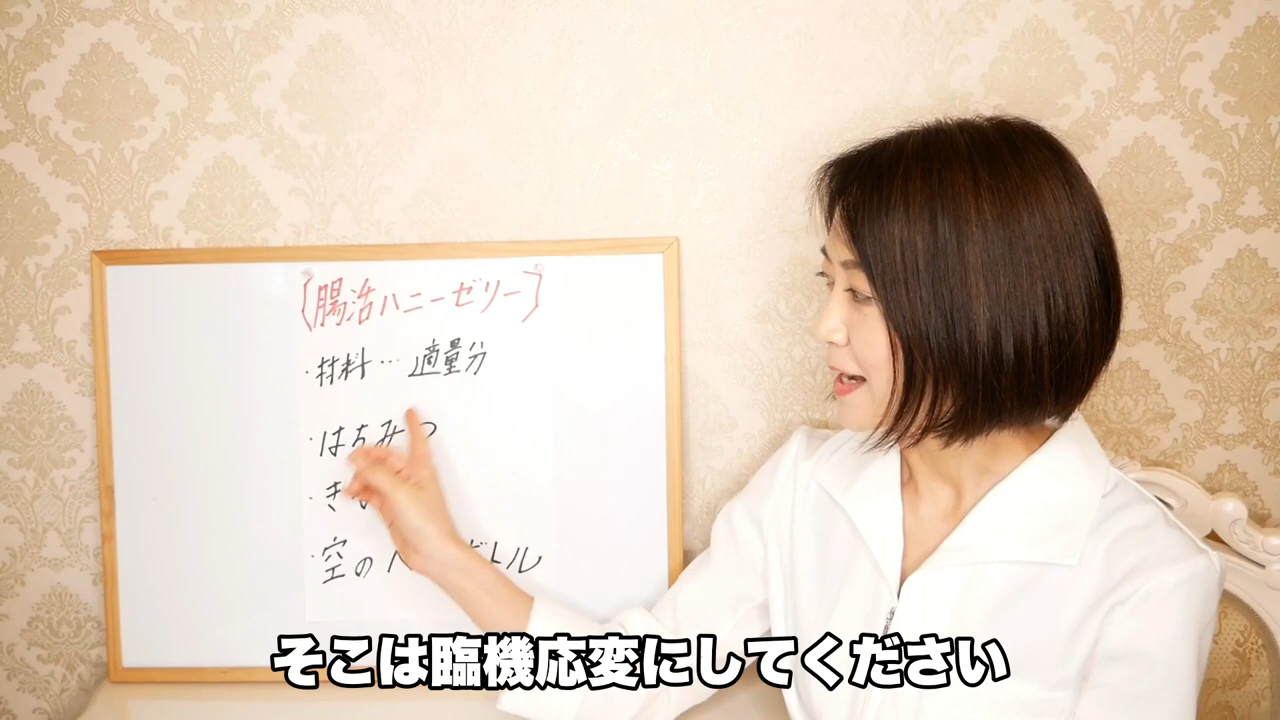 〔腸活ハニーゼリー〕
・材料…適量分
・はちみつ
・空の
そこは臨機応変にしてください